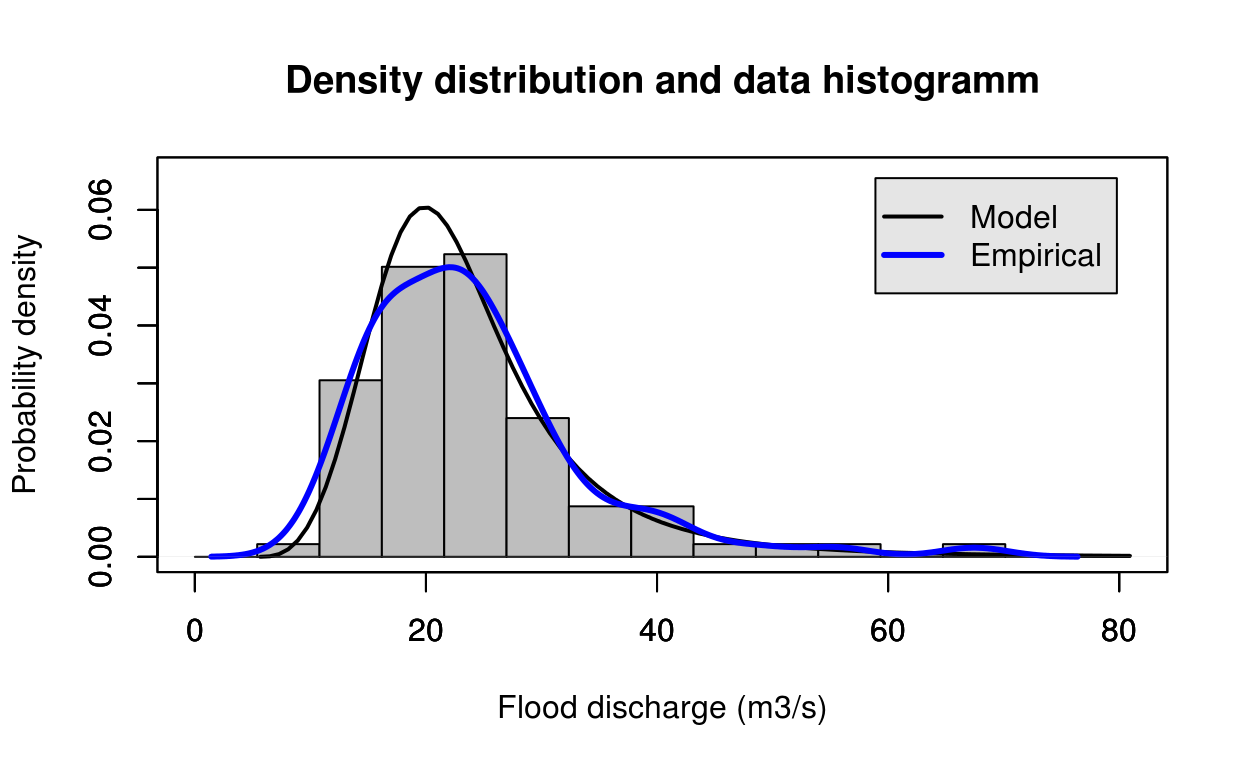 Density distribution and data histogramm
Model
Empirical
Probability density
0.06
0.04
0.02
0.00
0 20 40 60 80
Flood discharge (m3/s)